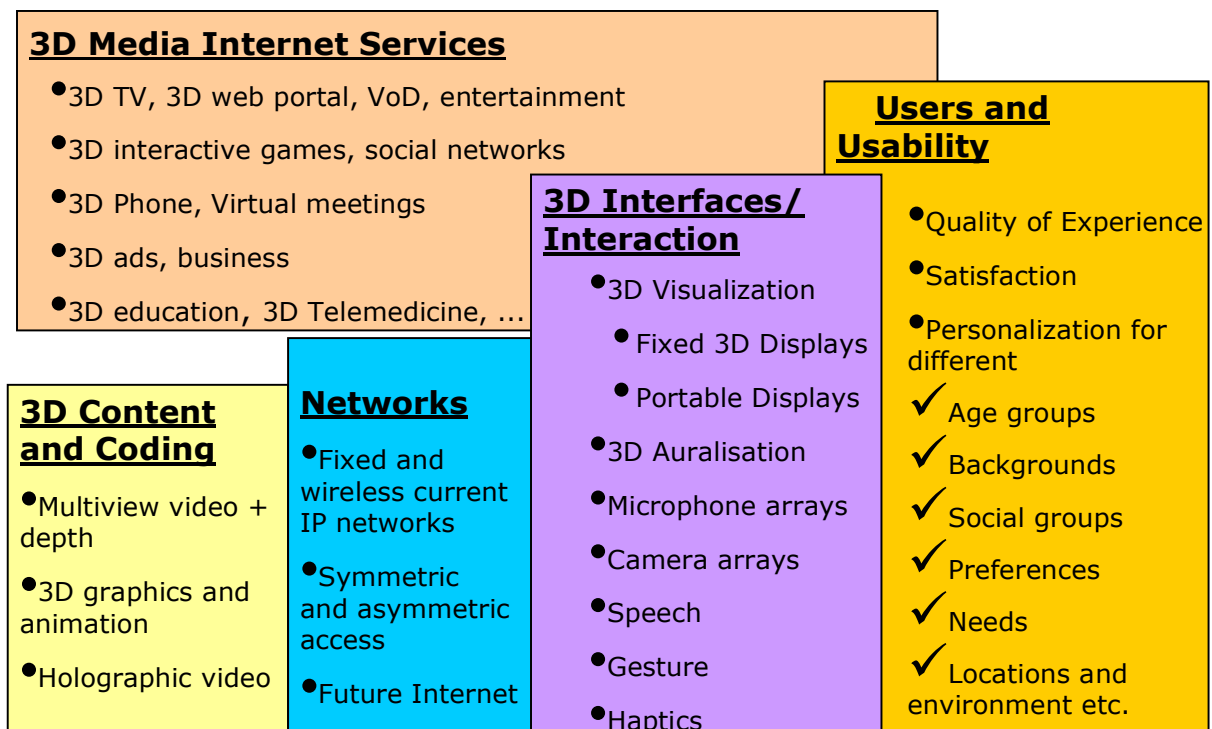 3D Media Internet Services
•3D TV, 3D web portal, VoD, entertainment
•3D interactive games, social networks
•3D Phone, Virtual meetings
•3D ads, business
•3D education, 3D Telemedicine, ...
3D Content
and Coding
•Multiview video +
depth
•3D graphics and
animation
•Holographic video
Networks
•Fixed and
wireless current
IP networks
•Symmetric
and asymmetric
access
•Future Internet
3D Interfaces/
Interaction
•3D Visualization
•Fixed 3D Displays
•Portable Displays
•3D Auralisation
•Microphone arrays
•Camera arrays
•Speech
•Gesture
•Haptics
Users and
Usability
•Quality of Experience
•Satisfaction
•Personalization for
different
✓Age groups
✓Backgrounds
✓Social groups
✓Preferences
✓Needs
✓Locations and
environment etc.